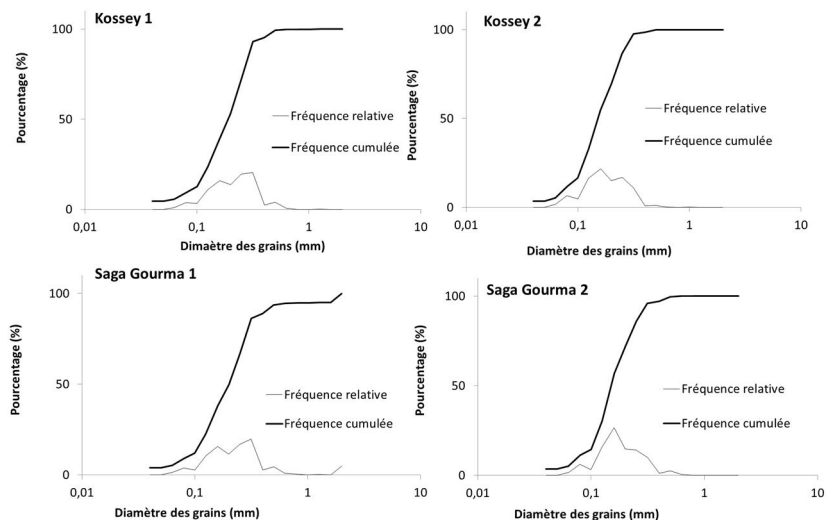 Kossey 1
100
50
0
Pourcentage (%)
Fréquence relative
Fréquence cumulée
0,01
0,1
1
10
Dimaètre des grains (mm)
Kossey 2
100
50
0
Pourcentage (%)
Fréquence relative
Fréquence cumulée
0,01
0,1
1
10
Diamètre des grains (mm)
Saga Gourma 1
100
50
0
Pourcentage (%)
Fréquence relative
Fréquence cumulée
0,01
0,1
1
10
Diamètre des grains (mm)
Saga Gourma 2
100
50
0
Pourcentage (%)
Fréquence relative
Fréquence cumulée
0,01
0,1
1
10
Diamètre des grains (mm)